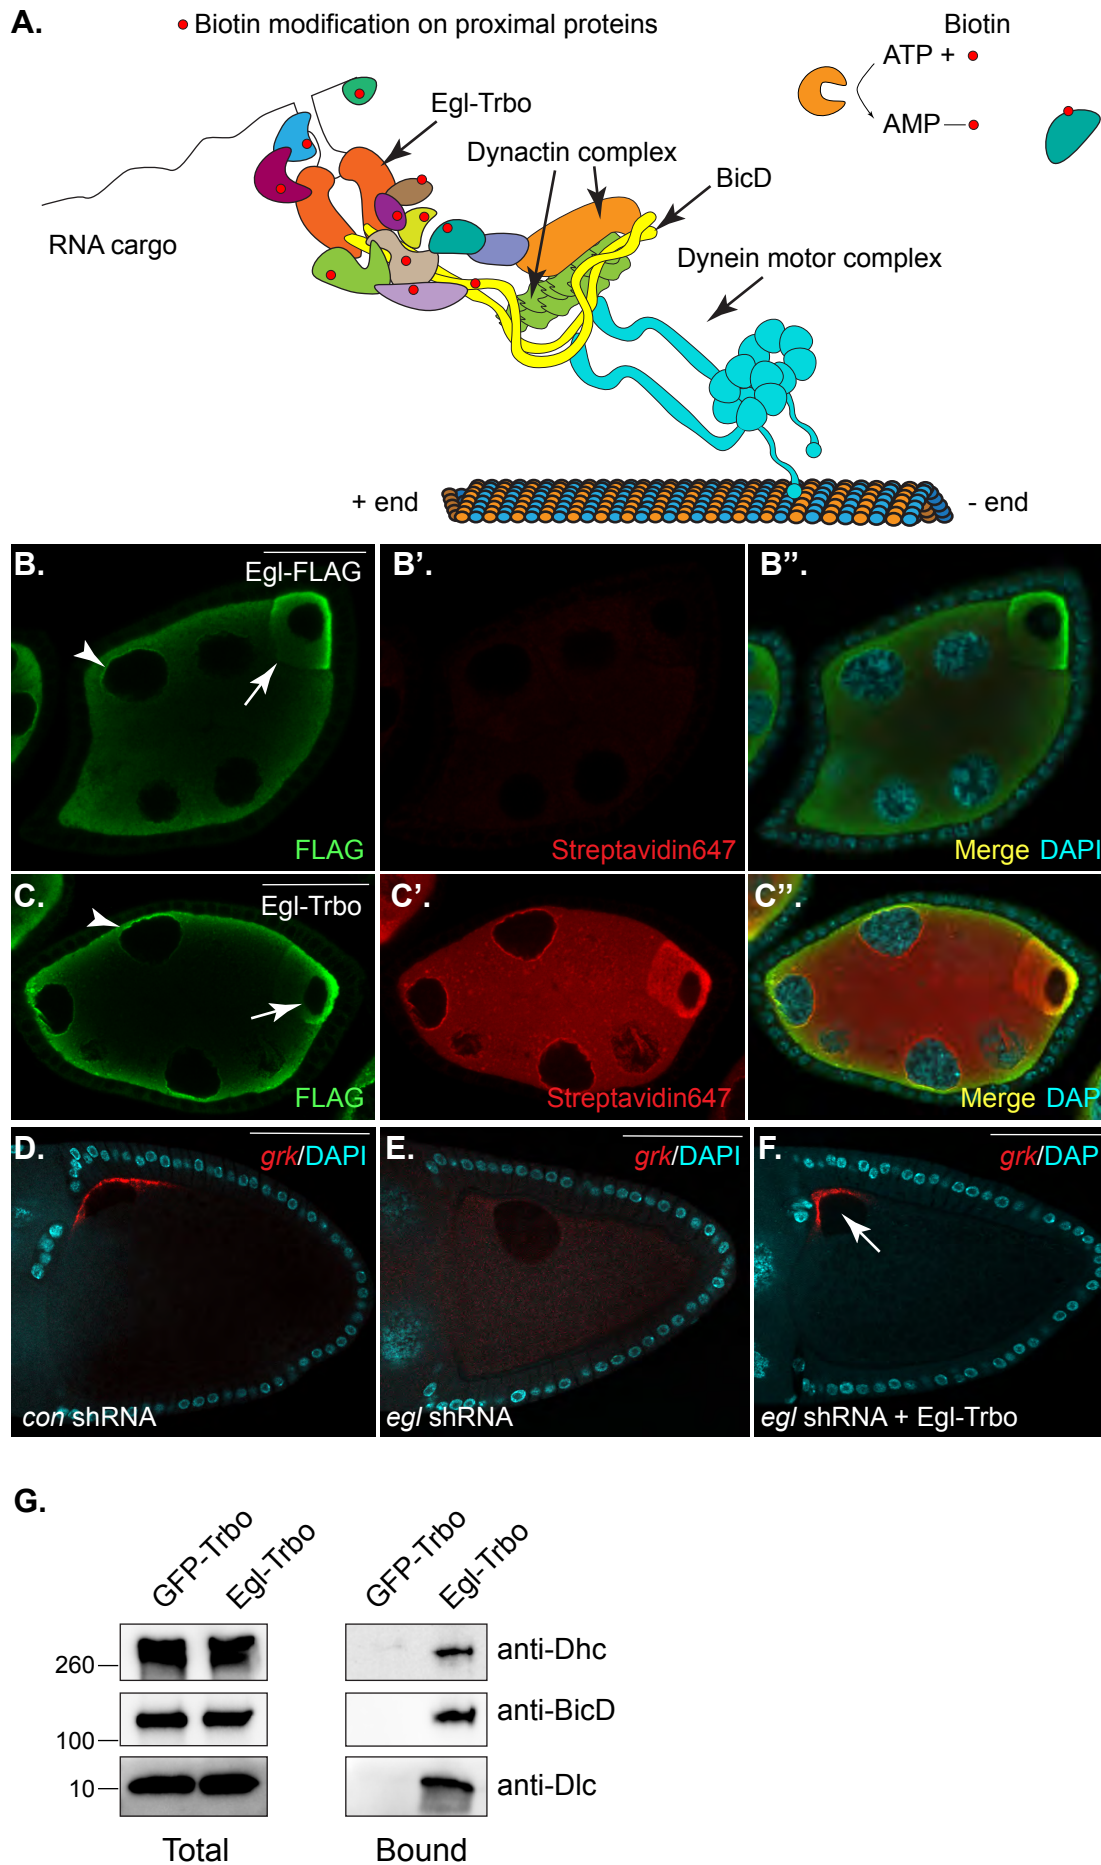 A.
Biotin modification on proximal proteins
Biotin
ATP +
AMP
Egl-Trbo
Dynactin complex
BicD
RNA cargo
Dynein motor complex
+ end
- end
B.
Egl-FLAG
FLAG
B'.
Streptavidin647
B''.
Merge DAPI
C.
Egl-Trbo
FLAG
C'.
Streptavidin647
C''.
Merge DAP
D.
grk/DAPI
con shRNA
E.
grk/DAPI
egl shRNA
F.
grk/DAP
egl shRNA + Egl-Trbo
G.
GFP-Trbo
Egl-Trbo
GFP-Trbo
Egl-Trbo
260
anti-Dhc
100
anti-BicD
10
anti-Dlc
Total
Bound